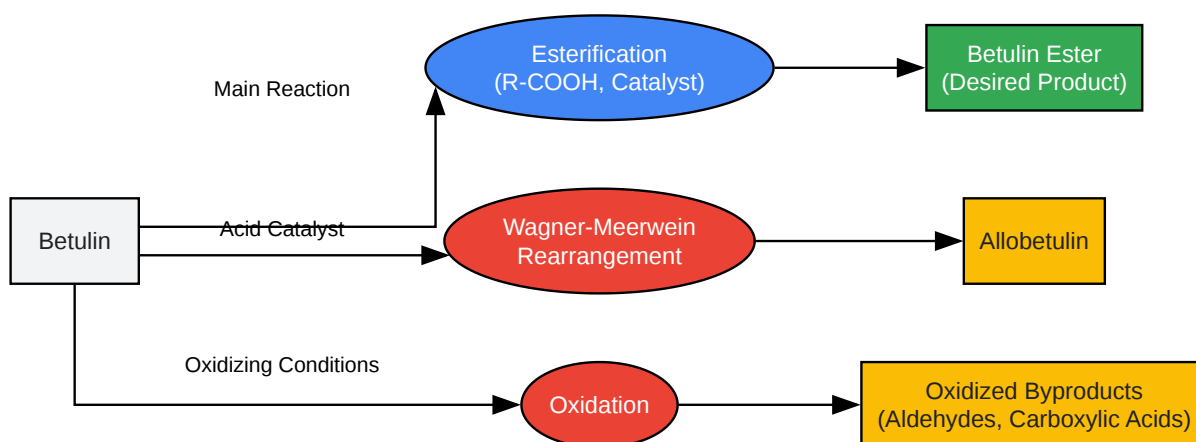 Esterification
(R-COOH, Catalyst)
Betulin Ester
(Desired Product)
Main Reaction
Betulin
Acid Catalyst
Wagner-Meerwein
Rearrangement
Allobetulin
Oxidizing Conditions
Oxidation
Oxidized Byproducts
(Aldehydes, Carboxylic Acids)